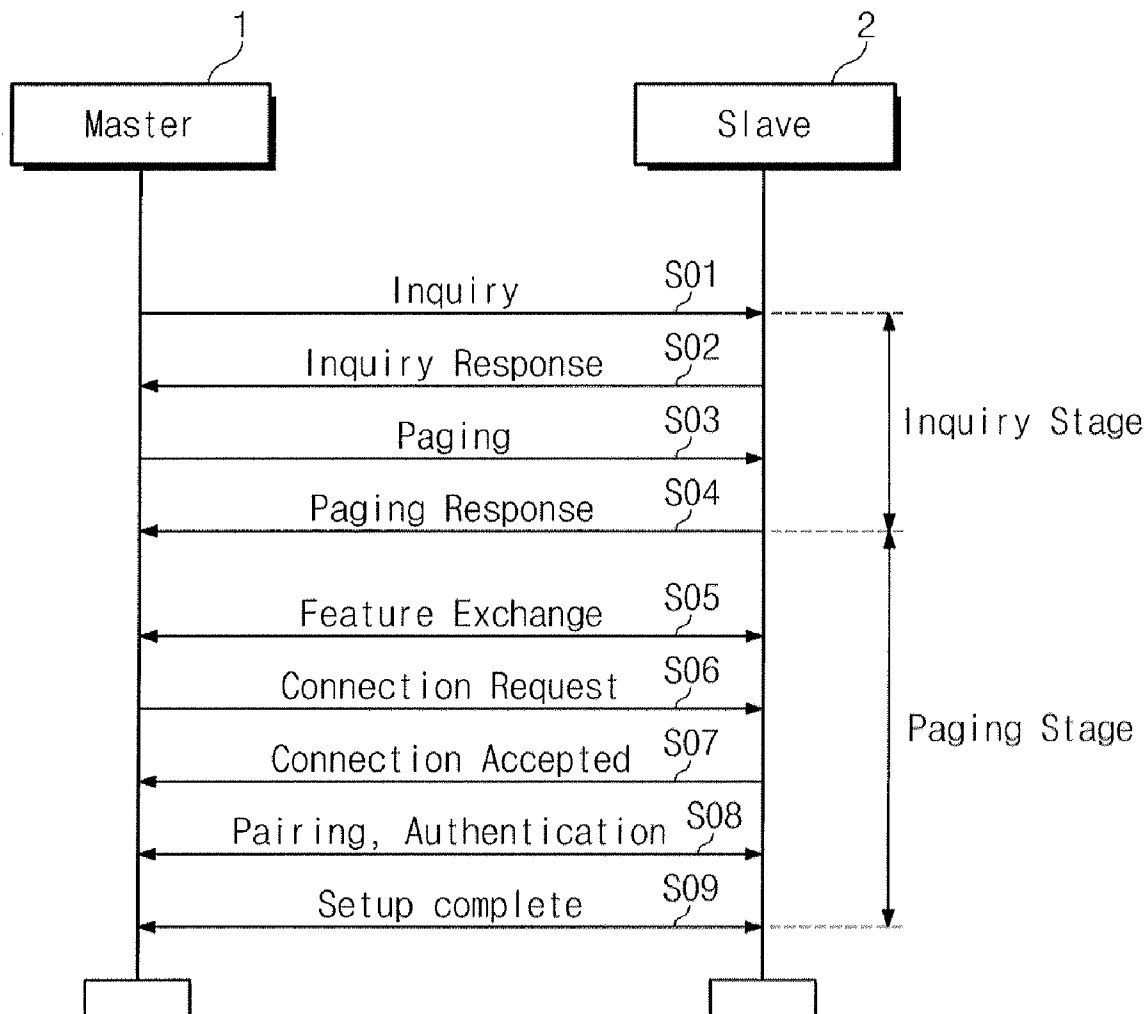 1
2
Master
Slave
Inquiry
S01
Inquiry Response
S02
Inquiry Stage
Paging
S03
Paging Response
S04
Feature Exchange
S05
Connection Request
S06
Paging Stage
Connection Accepted
S07
Pairing, Authentication
S08
Setup complete
S09